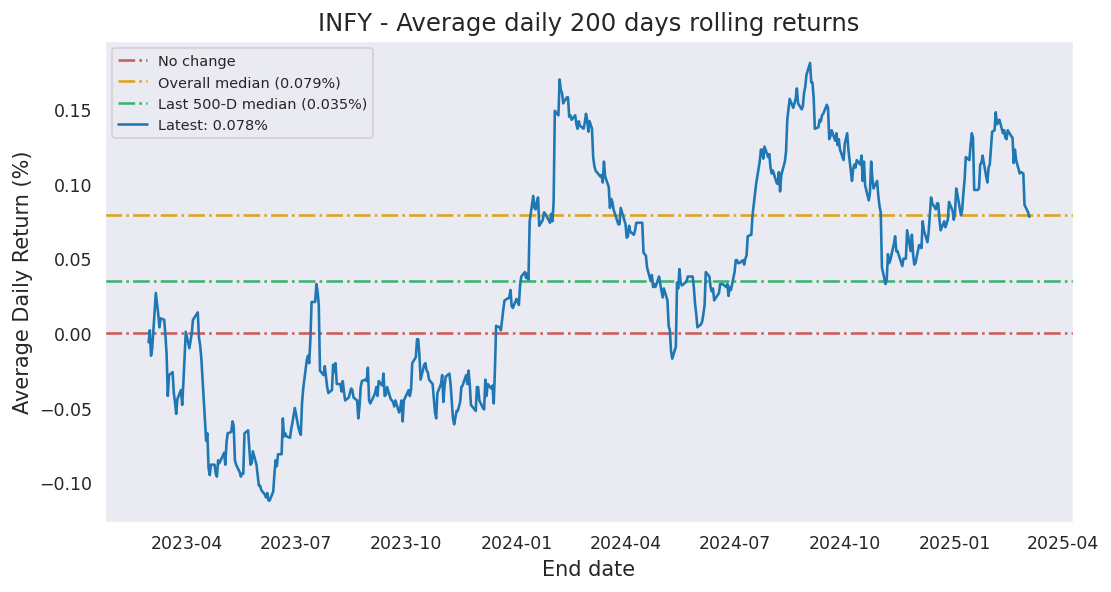 INFY - Average daily 200 days rolling returns
No change
Overall median (0.079%)
Last 500-D median (0.035%)
Latest: 0.078%
Average Daily Return (%)
0.15
0.10
0.05
0.00
−0.05
−0.10
2023-04 2023-07 2023-10 2024-01 2024-04 2024-07 2024-10 2025-01 2025-04
End date